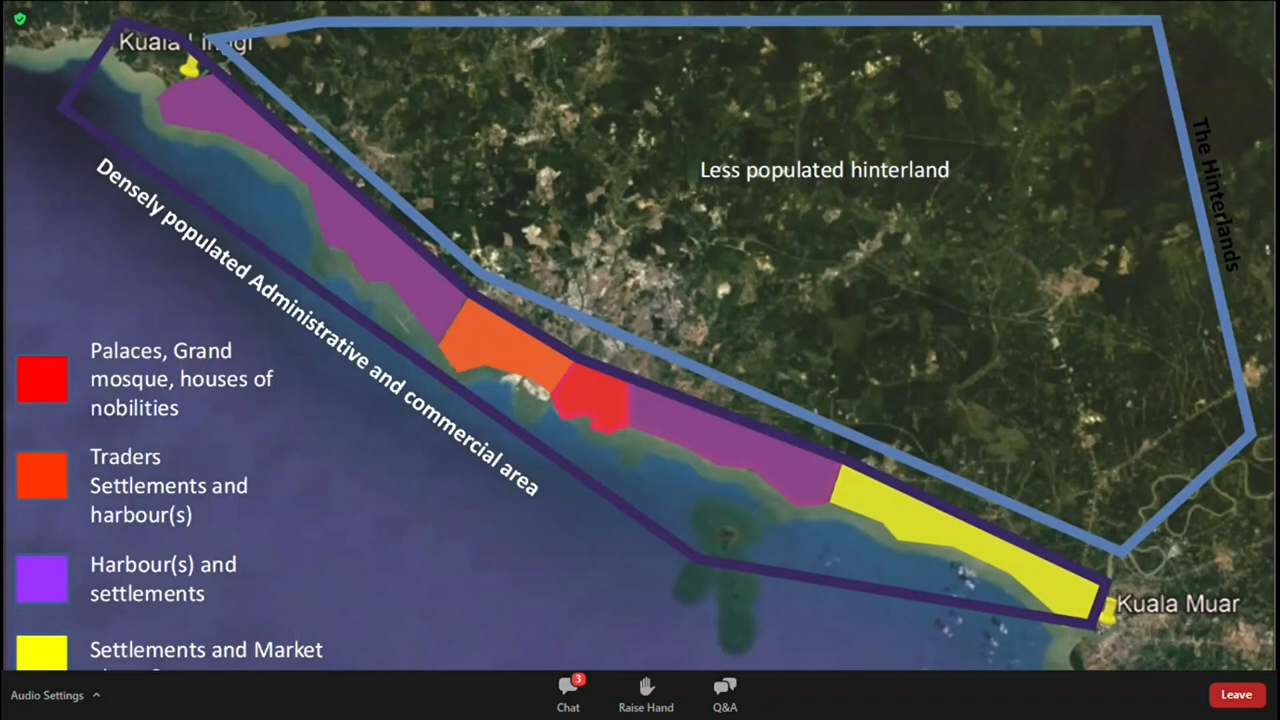 Kuala Linggi
Less populated hinterland
The Hinterlands
Densely populated Administrative and commercial area
Palaces, Grand
mosque, houses of
nobilities
Traders
Settlements and
harbour(s)
Harbour(s) and
settlements
Settlements and Market
Kuala Muar
Audio Settings
3
Chat
Raise Hand
Q&A
Leave